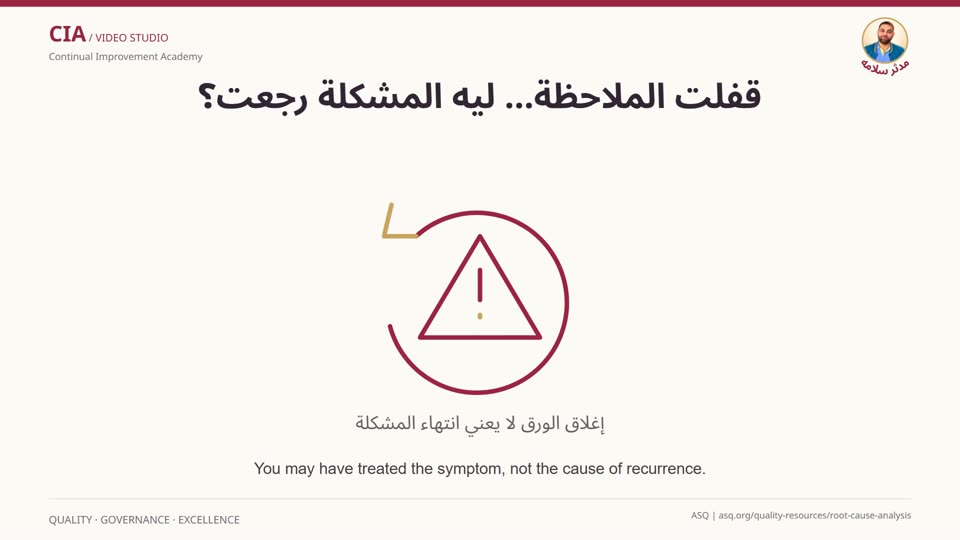 CIA / VIDEO STUDIO
Continual Improvement Academy
مدثر سلامه
قفلت الملاحظة... ليه المشكلة رجعت؟
إغلاق الورق لا يعني انتهاء المشكلة
You may have treated the symptom, not the cause of recurrence.
QUALITY · GOVERNANCE · EXCELLENCE
ASQ | asq.org/quality-resources/root-cause-analysis